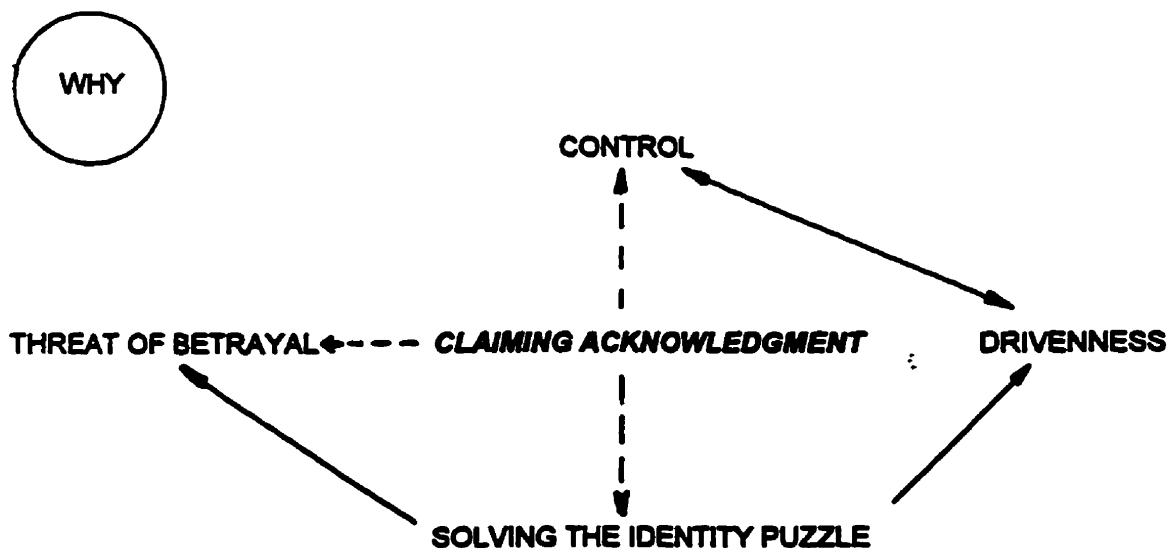 WHY
CONTROL
THREAT OF BETRAYAL
CLAIMING ACKNOWLEDGMENT
DRIVENNESS
SOLVING THE IDENTITY PUZZLE